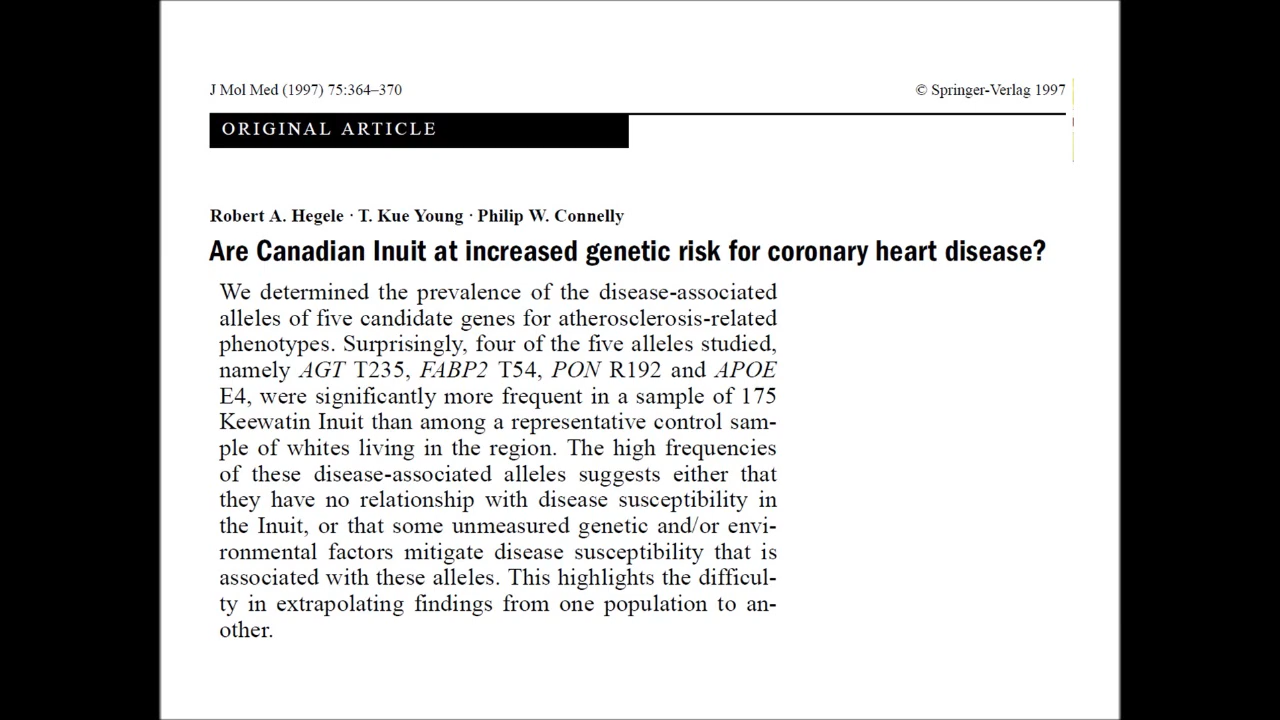 J Mol Med (1997) 75:364–370
© Springer-Verlag 1997
ORIGINAL ARTICLE
Robert A. Hegele · T. Kue Young · Philip W. Connelly
Are Canadian Inuit at increased genetic risk for coronary heart disease?
We determined the prevalence of the disease-associated
alleles of five candidate genes for atherosclerosis-related
phenotypes. Surprisingly, four of the five alleles studied,
namely AGT T235, FABP2 T54, PON R192 and APOE
E4, were significantly more frequent in a sample of 175
Keewatin Inuit than among a representative control sam-
ple of whites living in the region. The high frequencies
of these disease-associated alleles suggests either that
they have no relationship with disease susceptibility in
the Inuit, or that some unmeasured genetic and/or envi-
ronmental factors mitigate disease susceptibility that is
associated with these alleles. This highlights the difficul-
ty in extrapolating findings from one population to an-
other.